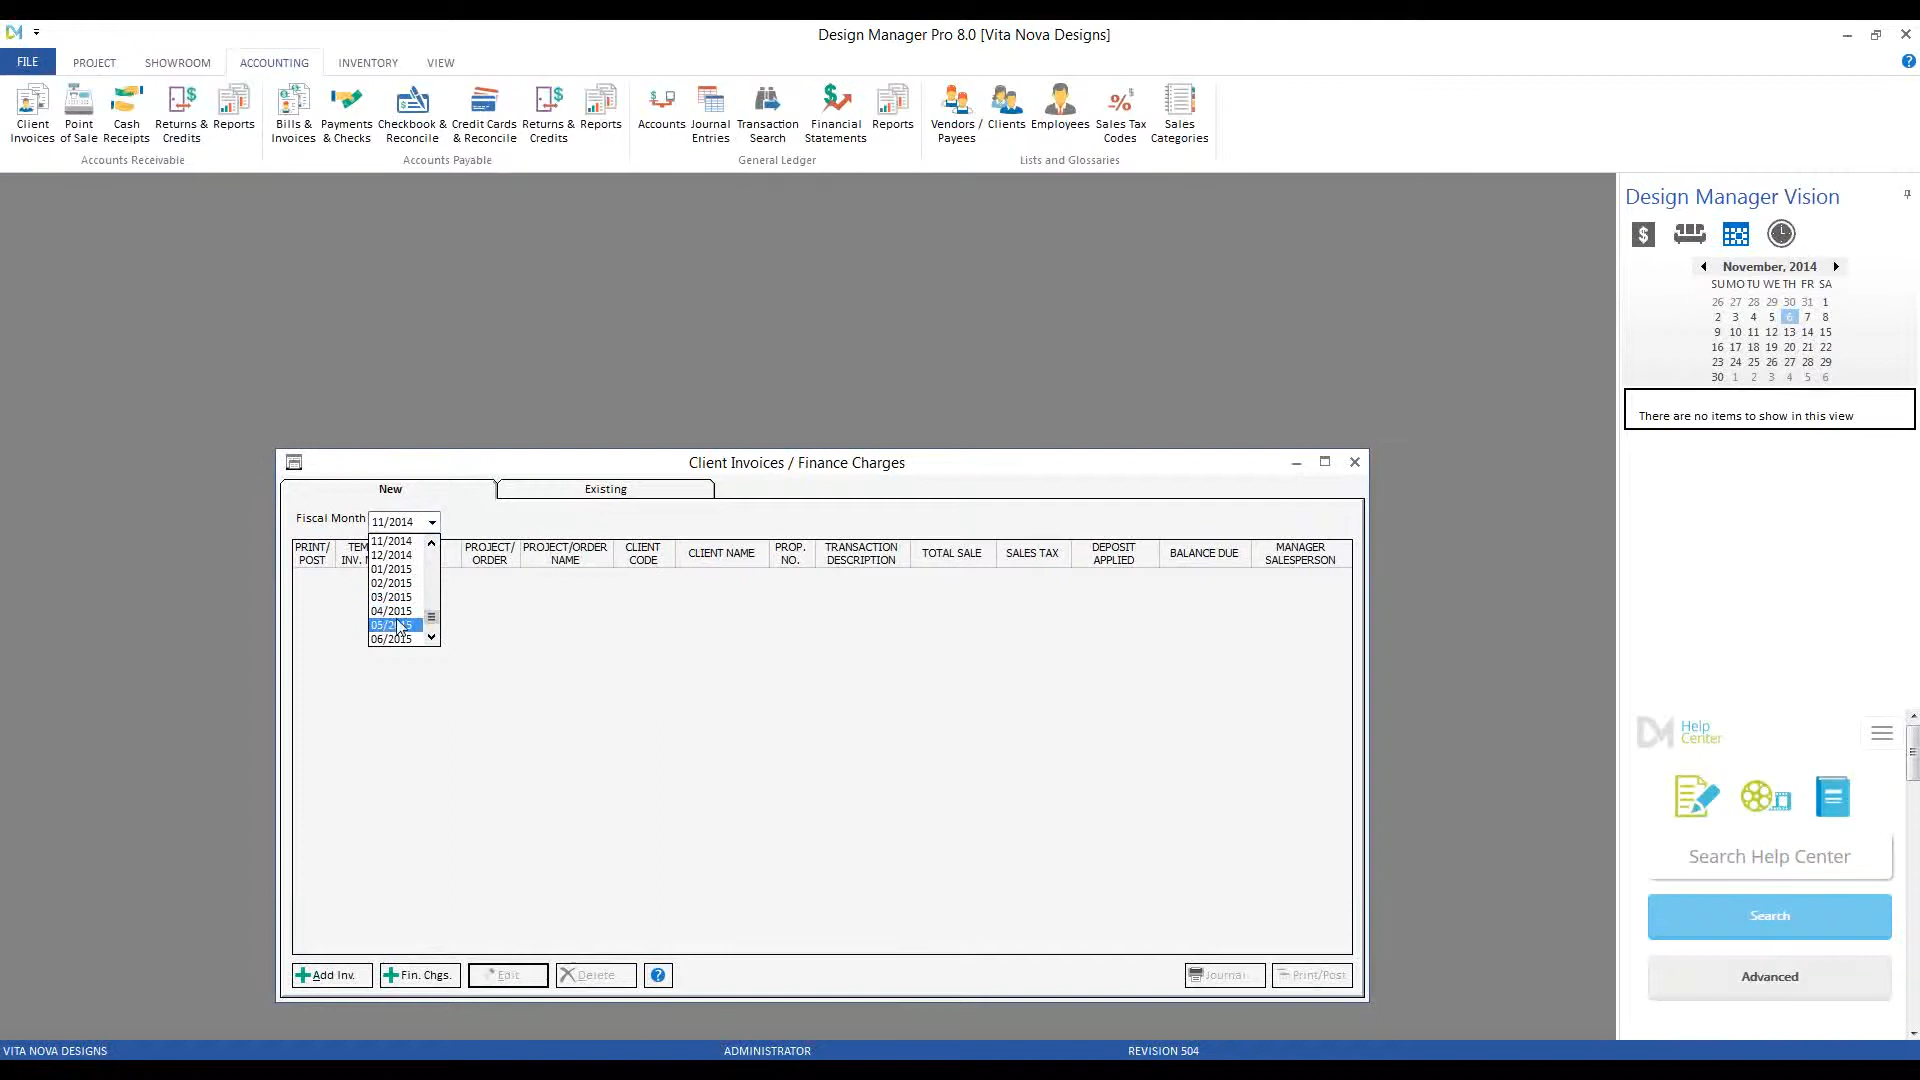 Design Manager Pro 8.0 [Vita Nova Designs]
FILE PROJECT SHOWROOM ACCOUNTING INVENTORY VIEW
Client Invoices
Point of Sale
Cash Receipts
Returns & Credits
Reports
Bills & Invoices
Payments & Checks
Checkbook & Reconcile
Credit Cards & Reconcile
Returns & Credits
Reports
Accounts
Journal Entries
Transaction Search
Financial Statements
Reports
Vendors / Payees
Clients
Employees
Sales Tax Codes
Sales Categories
Accounts Receivable
Accounts Payable
General Ledger
Lists and Glossaries
Design Manager Vision
November, 2014
SU MO TU WE TH FR SA
26 27 28 29 30 31 1
2 3 4 5 6 7 8
9 10 11 12 13 14 15
16 17 18 19 20 21 22
23 24 25 26 27 28 29
30 1 2 3 4 5 6
There are no items to show in this view
Client Invoices / Finance Charges
New
Existing
Fiscal Month 11/2014
11/2014
12/2014
01/2015
02/2015
03/2015
04/2015
05/2015
06/2015
PRINT/ POST
PROJECT/ ORDER
PROJECT/ORDER NAME
CLIENT CODE
CLIENT NAME
PROP. NO.
TRANSACTION DESCRIPTION
TOTAL SALE
SALES TAX
DEPOSIT APPLIED
BALANCE DUE
MANAGER SALESPERSON
Add Inv.
Fin. Chgs.
Edit
Delete
Print/Post
DM Help Center
Search Help Center
Search
Advanced
VITA NOVA DESIGNS
ADMINISTRATOR
REVISION 504